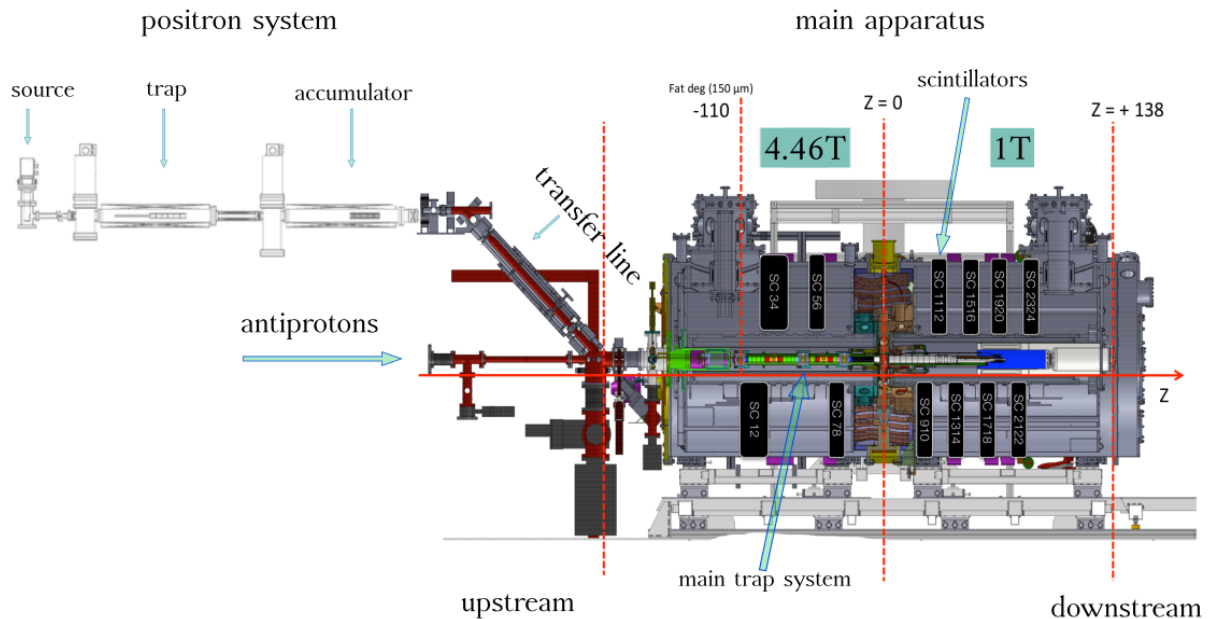 positron system
main apparatus
source
trap
accumulator
scintillators
Fat deg (150 µm)
-110
Z = 0
Z = + 138
4.46T
1T
transfer line
antiprotons
SC 34
SC 56
SC 1112
SC 1516
SC 1920
SC 2324
Z
SC 12
SC 78
SC 910
SC 1314
SC 1718
SC 2122
main trap system
upstream
downstream